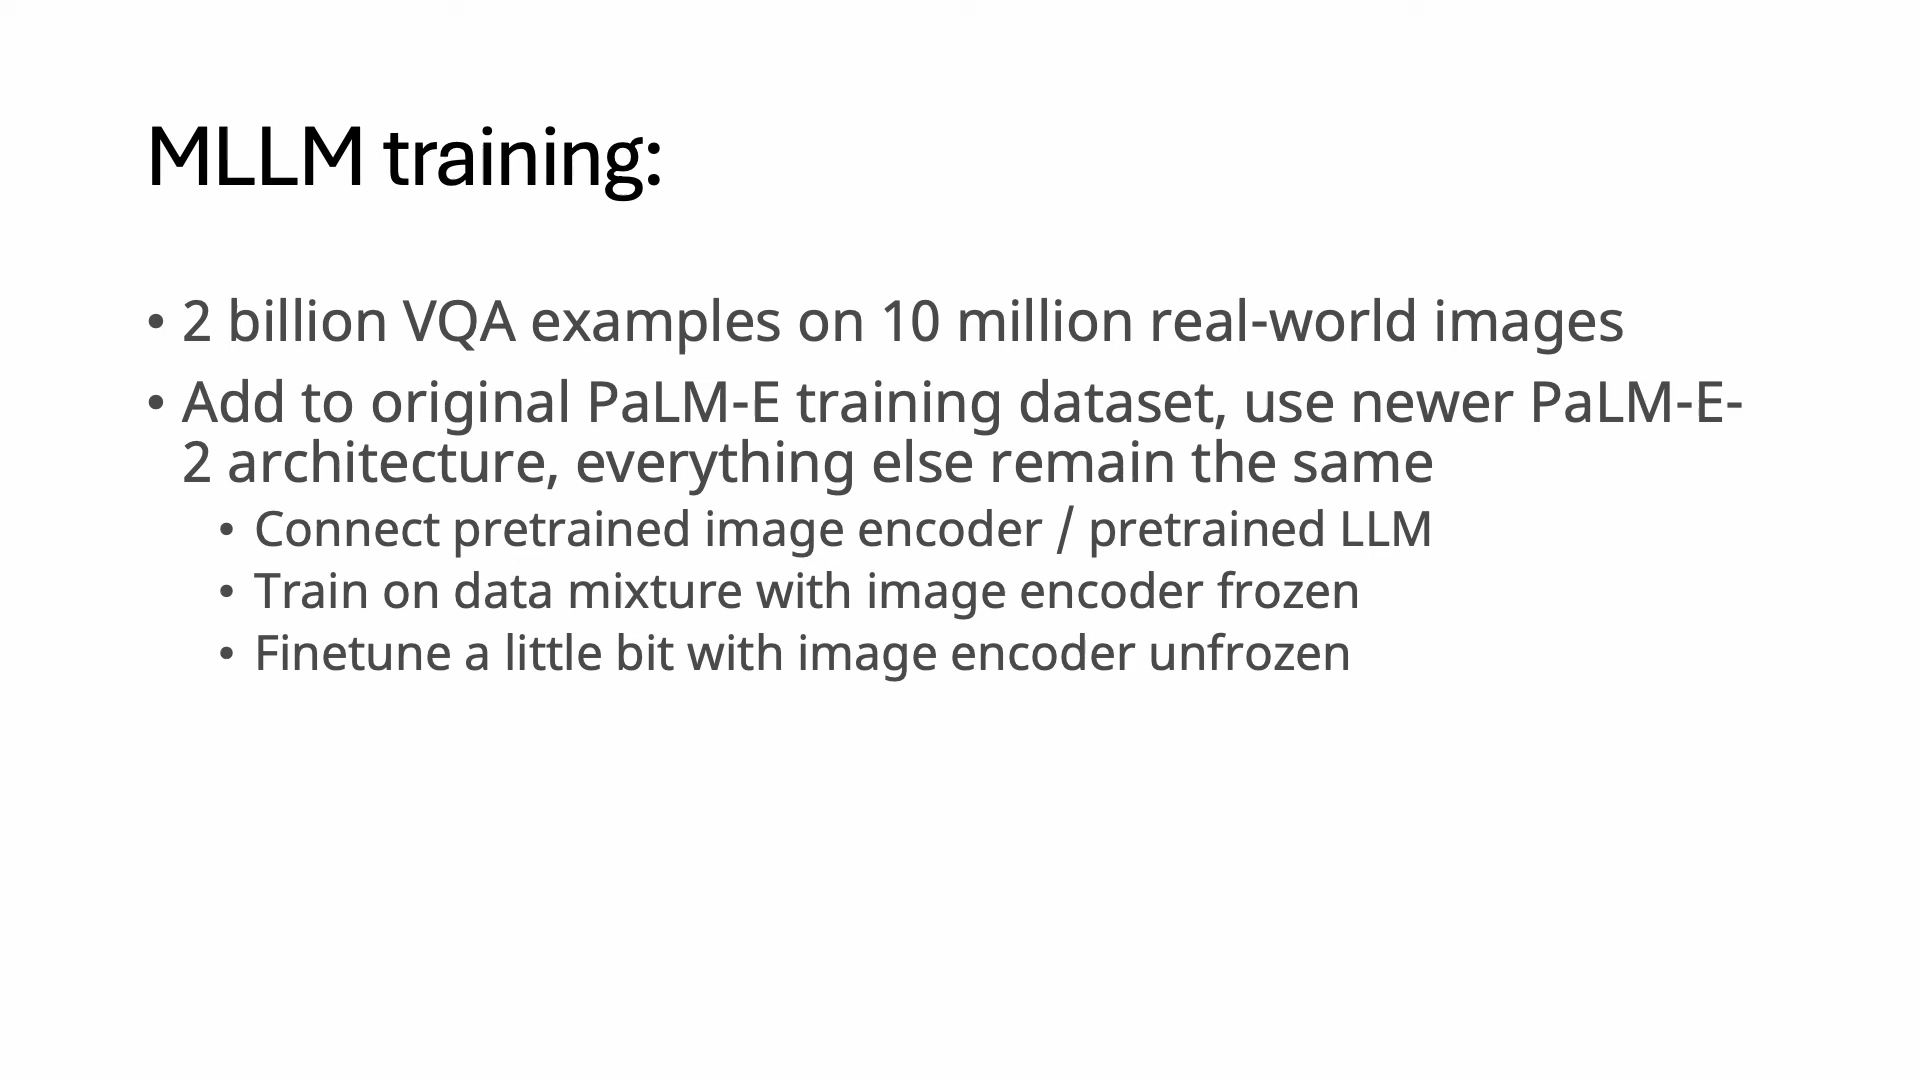 MLLM training:
• 2 billion VQA examples on 10 million real-world images
• Add to original PaLM-E training dataset, use newer PaLM-E-
2 architecture, everything else remain the same
• Connect pretrained image encoder / pretrained LLM
• Train on data mixture with image encoder frozen
• Finetune a little bit with image encoder unfrozen